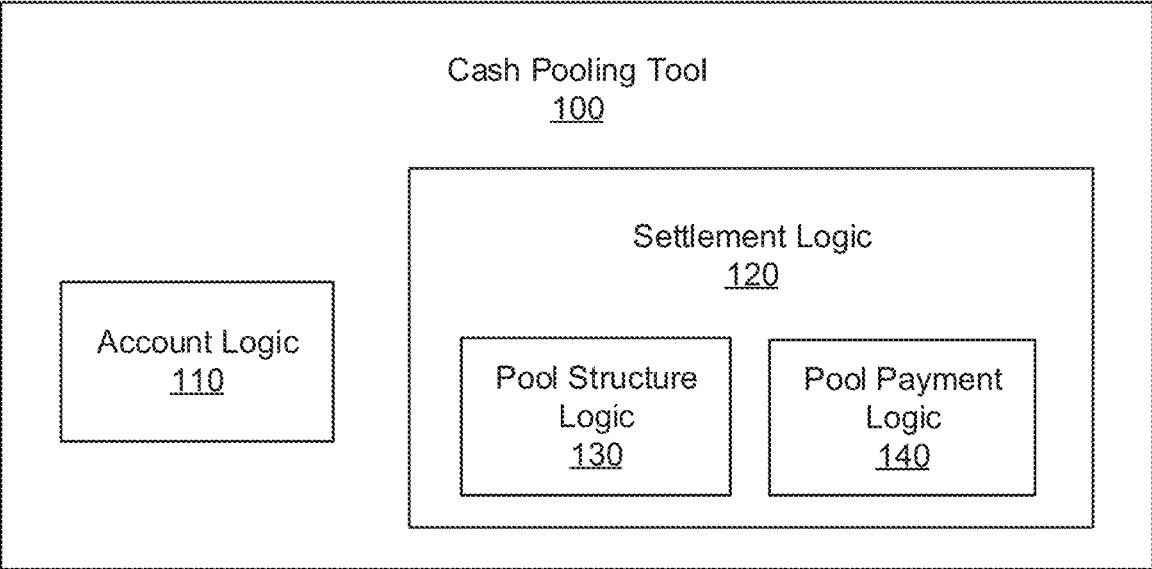 Cash Pooling Tool
100
Settlement Logic
120
Account Logic
110
Pool Structure
Logic
130
Pool Payment
Logic
140